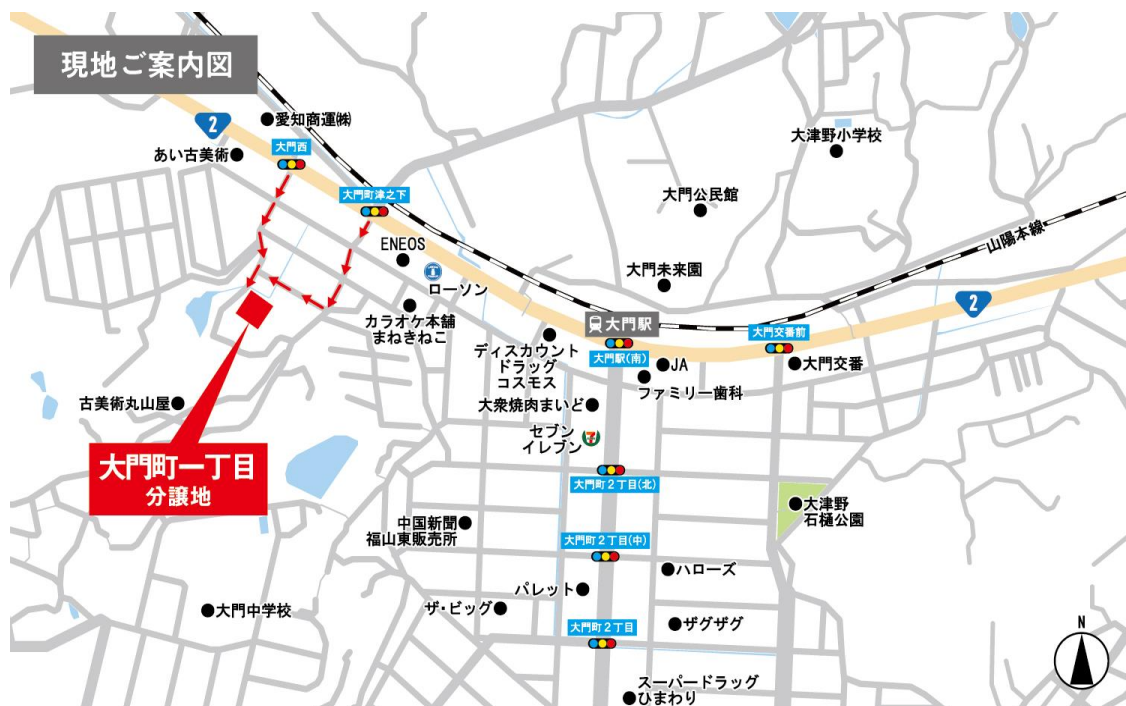 現地ご案内図
2
愛知商運㈱
大門西
あい古美術
大門町津之下
大津野小学校
大門公民館
山陽本線
ENEOS
ローソン
大門未来園
2
カラオケ本舗
まねきねこ
大門駅
大門駅(南)
大門交番前
ディスカウント
ドラッグ
コスモス
JA
大門交番
ファミリー歯科
古美術丸山屋
大衆焼肉まいど
セブン
イレブン
7
大門町一丁目
分譲地
大門町2丁目(北)
大津野
石樋公園
中国新聞
福山東販売所
大門町2丁目(中)
ハローズ
パレット
ザ・ビッグ
大門中学校
ザグザグ
大門町2丁目
N
スーパードラッグ
ひまわり